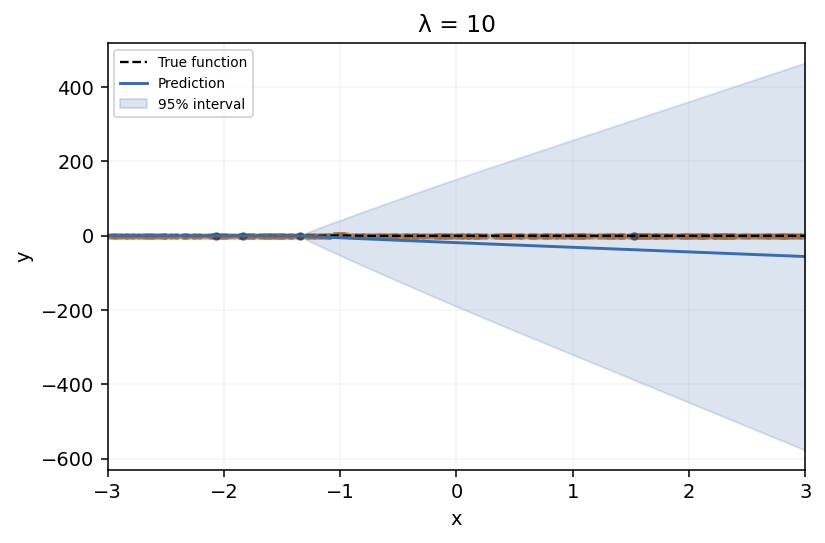 λ = 10
True function
Prediction
95% interval
400
200
0
−200
−400
−600
y
−3
−2
−1
0
1
2
3
x